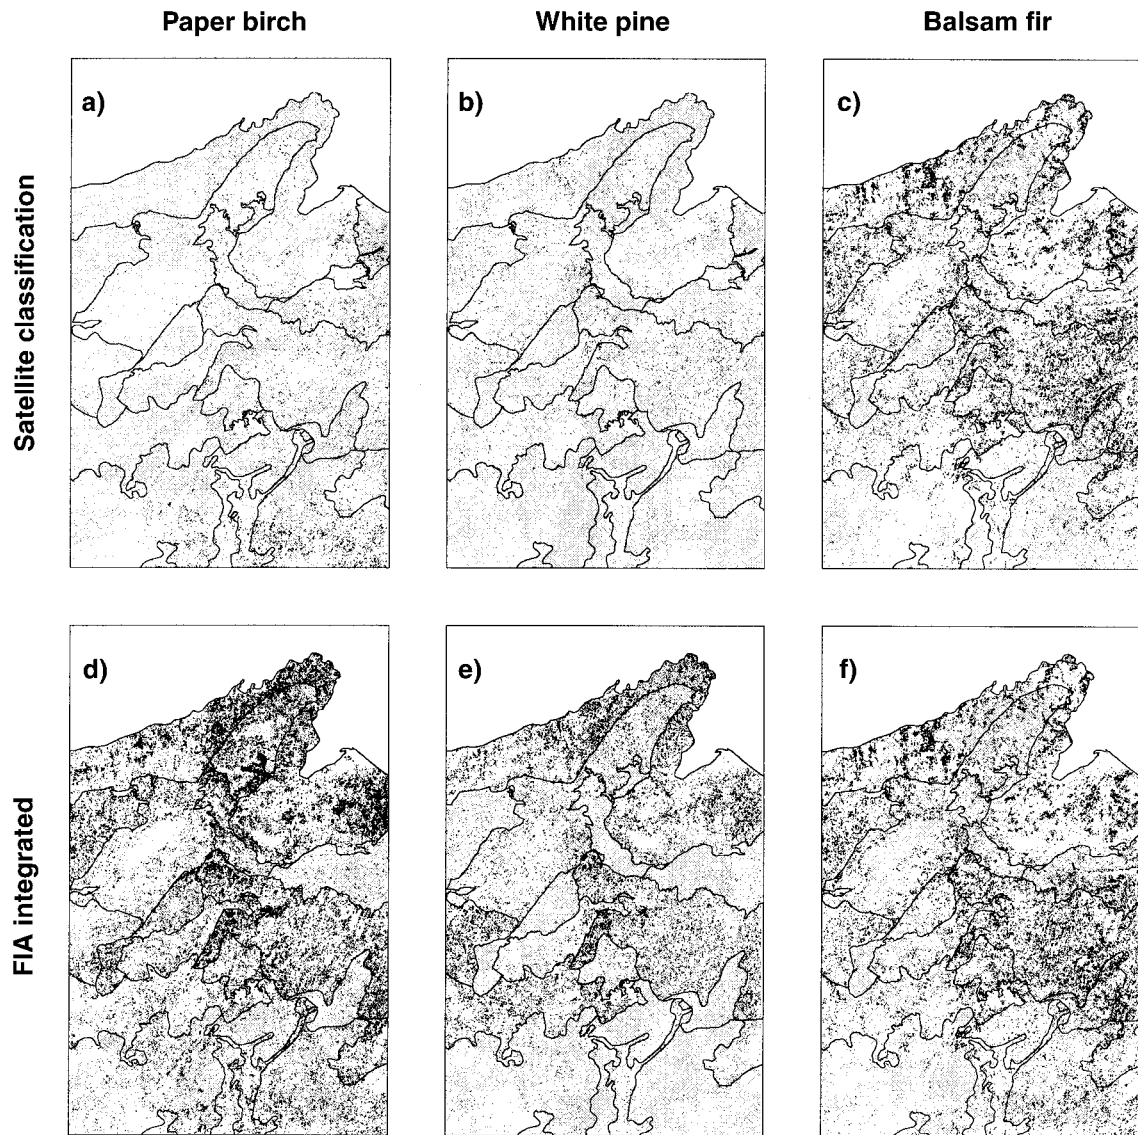 Paper birch
White pine
Balsam fir
Satellite classification
a)
b)
c)
FIA integrated
d)
e)
f)